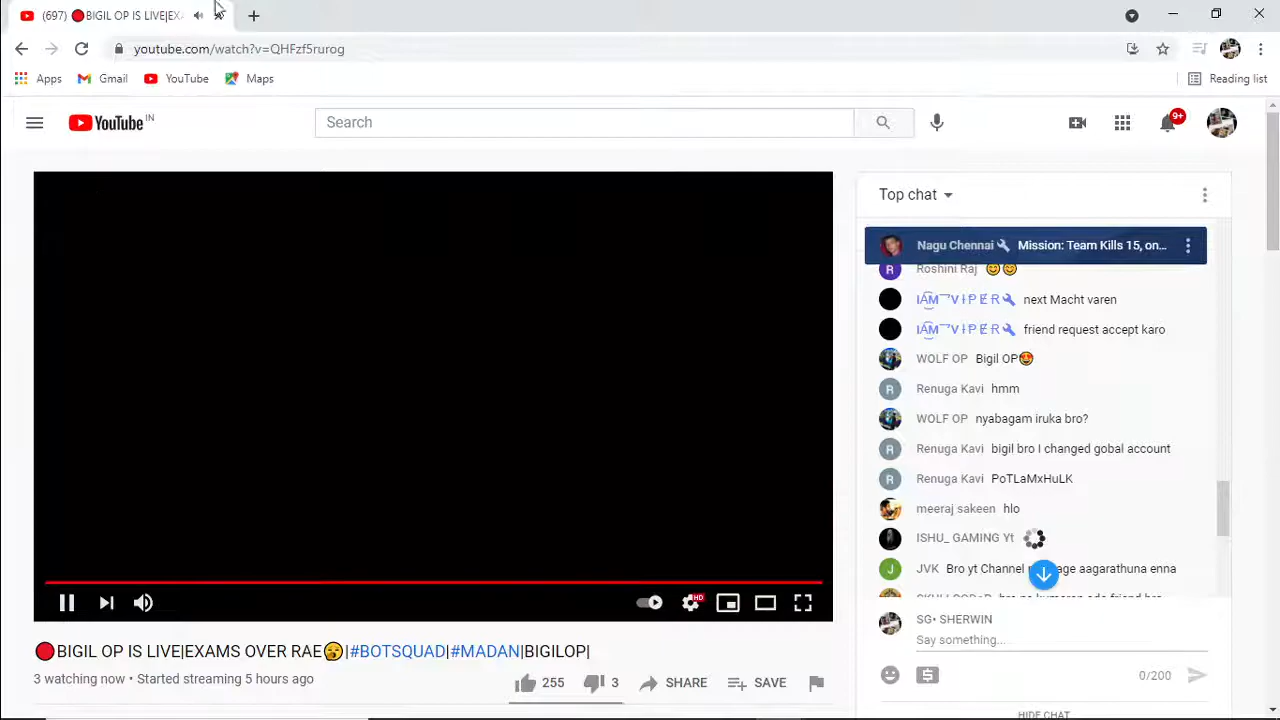 (697) 🔴BIGIL OP IS LIVE|EXA
youtube.com/watch?v=QHFzf5rurog
Apps Gmail YouTube Maps Reading list
YouTube IN Search 9+
Top chat
Nagu Chennai Mission: Team Kills 15, on...
Roshini Raj 😊😊
next Macht varen
friend request accept karo
WOLF OP Bigil OP😍
Renuga Kavi hmm
WOLF OP nyabagam iruka bro?
Renuga Kavi bigil bro I changed gobal account
Renuga Kavi PoTLaMxHuLK
meeraj sakeen hlo
ISHU_ GAMING Yt
JVK Bro yt Channel age aagarathuna enna
HD
SG• SHERWIN
Say something...
0/200
HIDE CHAT
🔴BIGIL OP IS LIVE|EXAMS OVER RAE🥱|#BOTSQUAD|#MADAN|BIGILOP|
3 watching now • Started streaming 5 hours ago
255 3 SHARE SAVE